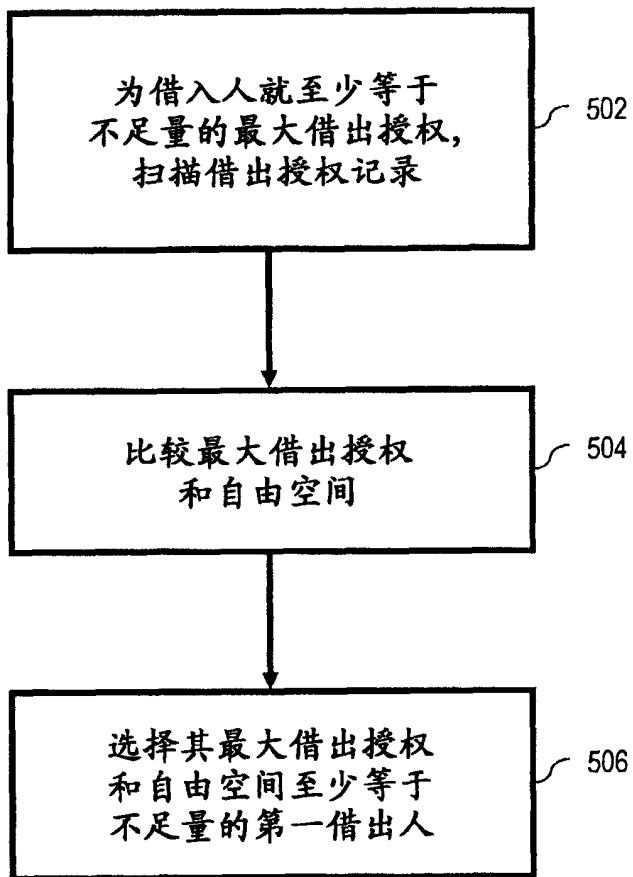 为借入人就至少等于
不足量的最大借出授权,
扫描借出授权记录
502
比较最大借出授权
和自由空间
504
选择其最大借出授权
和自由空间至少等于
不足量的第一借出人
506